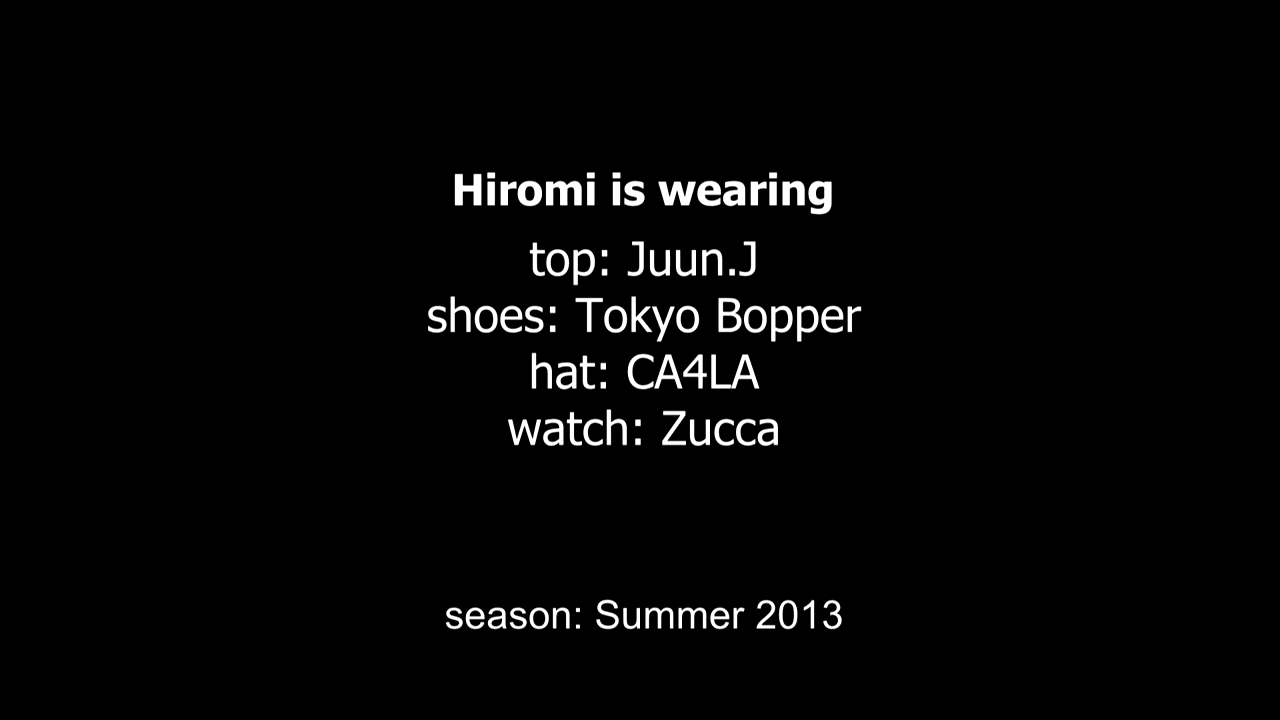 Hiromi is wearing
top: Juun.J
shoes: Tokyo Bopper
hat: CA4LA
watch: Zucca
season: Summer 2013